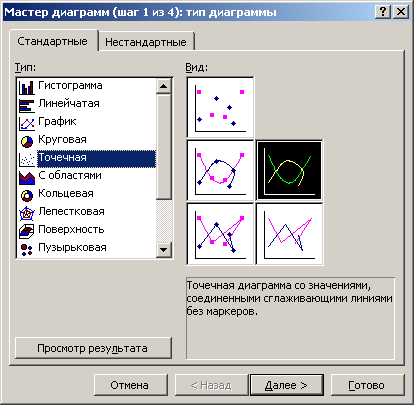 Мастер диаграмм (шаг 1 из 4): тип диаграммы
Стандартные
Нестандартные
Тип:
Вид:
Гистограмма
Линейчатая
График
Круговая
Точечная
С областями
Кольцевая
Лепестковая
Поверхность
Пузырьковая
Точечная диаграмма со значениями,
соединенными сглаживающими линиями
без маркеров.
Просмотр результата
Отмена
< Назад
Далее >
Готово